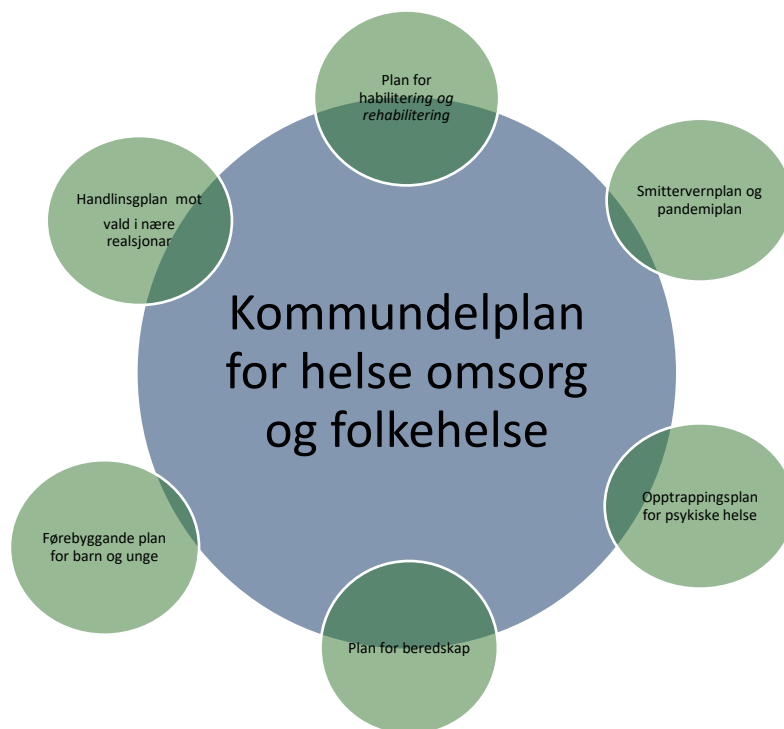 Plan for
habilitering og
rehabilitering
Smittervernplan og
pandemiplan
Handlinsgplan mot
vald i nære
realsjonar
Kommundelplan
for helse omsorg
og folkehelse
Opptrappingsplan
for psykiske helse
Førebyggande plan
for barn og unge
Plan for beredskap